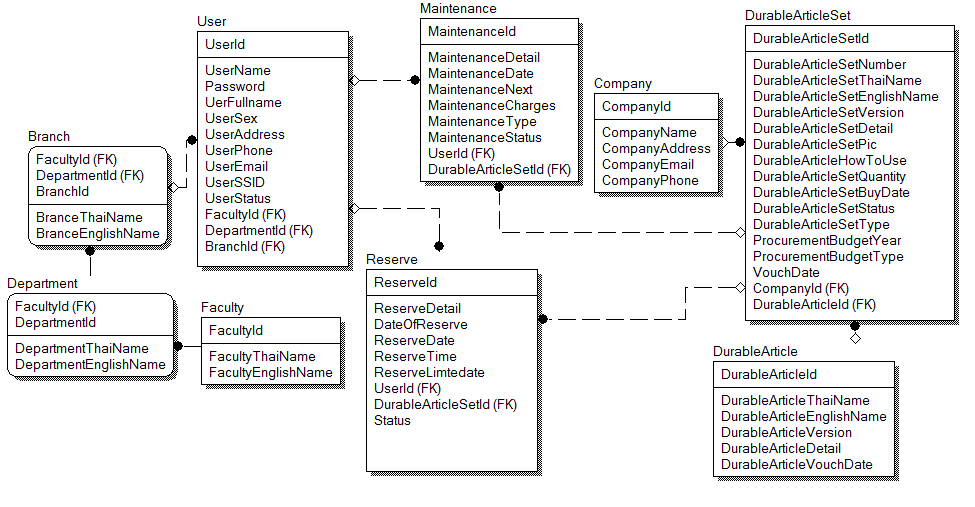 User
UserId
UserName
Password
UerFullname
UserSex
UserAddress
UserPhone
UserEmail
UserSSID
UserStatus
FacultyId (FK)
DepartmentId (FK)
BranchId (FK)
Maintenance
MaintenanceId
MaintenanceDetail
MaintenanceDate
MaintenanceNext
MaintenanceCharges
MaintenanceType
MaintenanceStatus
UserId (FK)
DurableArticleSetId (FK)
Company
CompanyId
CompanyName
CompanyAddress
CompanyEmail
CompanyPhone
DurableArticleSet
DurableArticleSetId
DurableArticleSetNumber
DurableArticleSetThaiName
DurableArticleSetEnglishName
DurableArticleSetVersion
DurableArticleSetDetail
DurableArticleSetPic
DurableArticleHowToUse
DurableArticleSetQuantity
DurableArticleSetBuyDate
DurableArticleSetStatus
DurableArticleSetType
ProcurementBudgetYear
ProcurementBudgetType
VouchDate
CompanyId (FK)
DurableArticleId (FK)
Branch
FacultyId (FK)
DepartmentId (FK)
BranchId
BranceThaiName
BranceEnglishName
Department
FacultyId (FK)
DepartmentId
DepartmentThaiName
DepartmentEnglishName
Faculty
FacultyId
FacultyThaiName
FacultyEnglishName
Reserve
ReserveId
ReserveDetail
DateOfReserve
ReserveDate
ReserveTime
ReserveLimtedate
UserId (FK)
DurableArticleSetId (FK)
Status
DurableArticle
DurableArticleId
DurableArticleThaiName
DurableArticleEnglishName
DurableArticleVersion
DurableArticleDetail
DurableArticleVouchDate